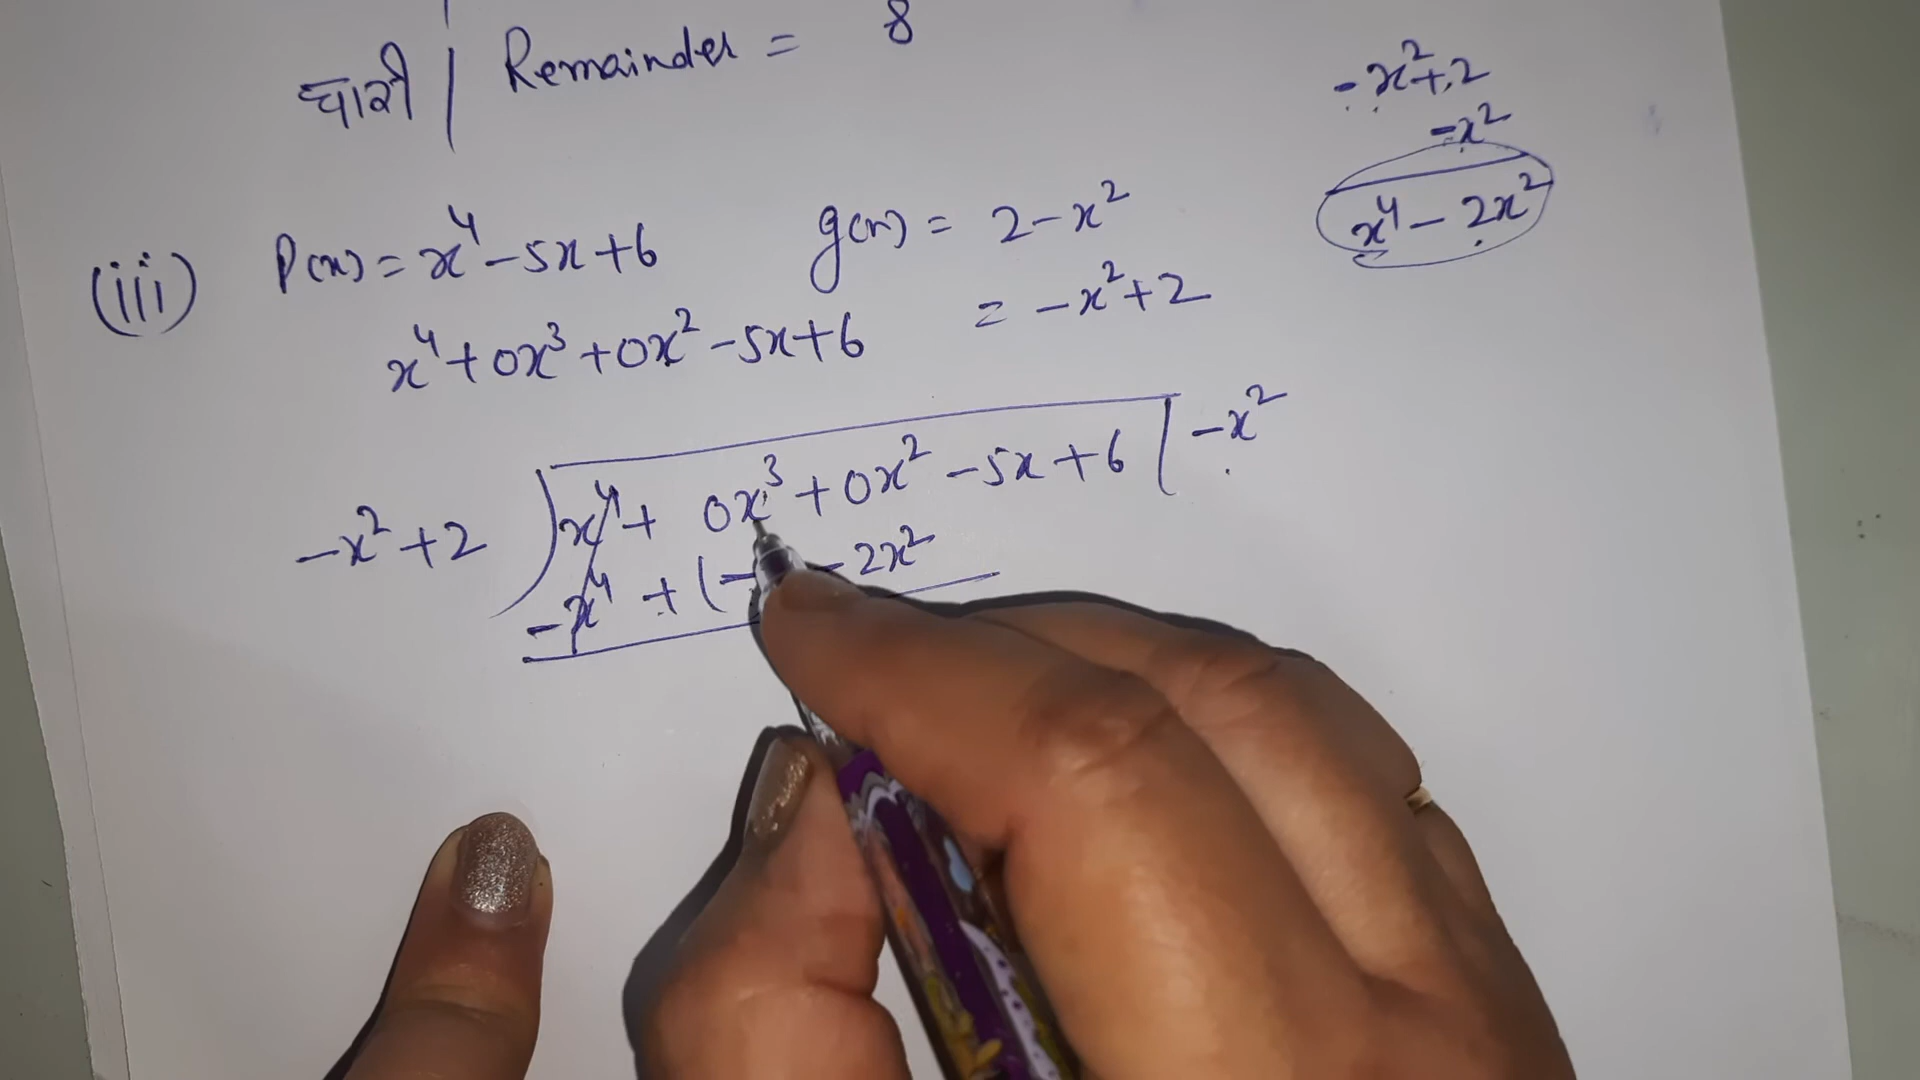 घाती / Remainder = 8
-x²+2
-x²
x⁴ - 2x²
(iii) P(x) = x⁴ - 5x + 6 g(x) = 2 - x²
x⁴ + 0x³ + 0x² - 5x + 6 = -x² + 2
-x² + 2 ) x⁴ + 0x³ + 0x² - 5x + 6 ( -x²
-x⁴ + (- - 2x²